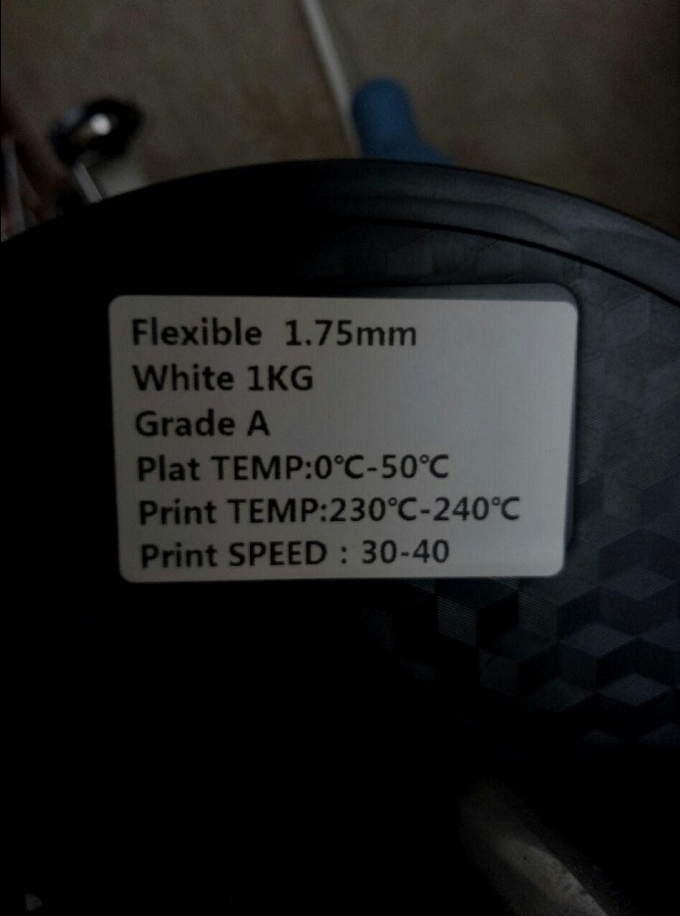 Flexible 1.75mm
White 1KG
Grade A
Plat TEMP:0℃-50℃
Print TEMP:230℃-240℃
Print SPEED : 30-40